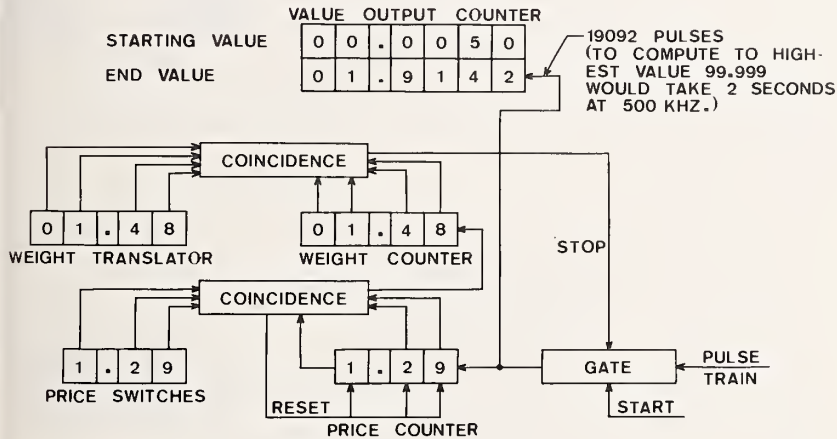 VALUE OUTPUT COUNTER
STARTING VALUE 0 0 . 0 0 5 0
END VALUE 0 1 . 9 1 4 2
19092 PULSES
(TO COMPUTE TO HIGH-
EST VALUE 99.999
WOULD TAKE 2 SECONDS
AT 500 KHZ.)
COINCIDENCE
0 1 . 4 8
WEIGHT TRANSLATOR
0 1 . 4 8
WEIGHT COUNTER
STOP
COINCIDENCE
1 . 2 9
PRICE SWITCHES
RESET
1 . 2 9
PRICE COUNTER
GATE
PULSE
TRAIN
START